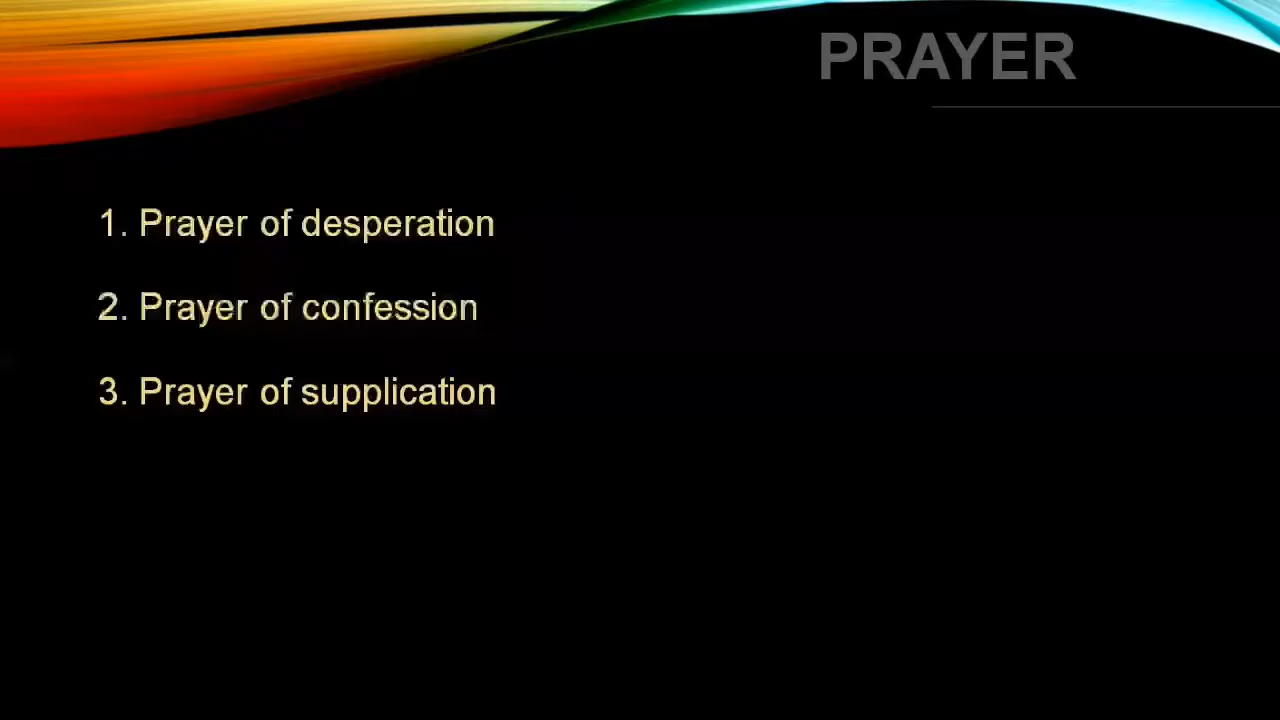 PRAYER
1. Prayer of desperation
2. Prayer of confession
3. Prayer of supplication